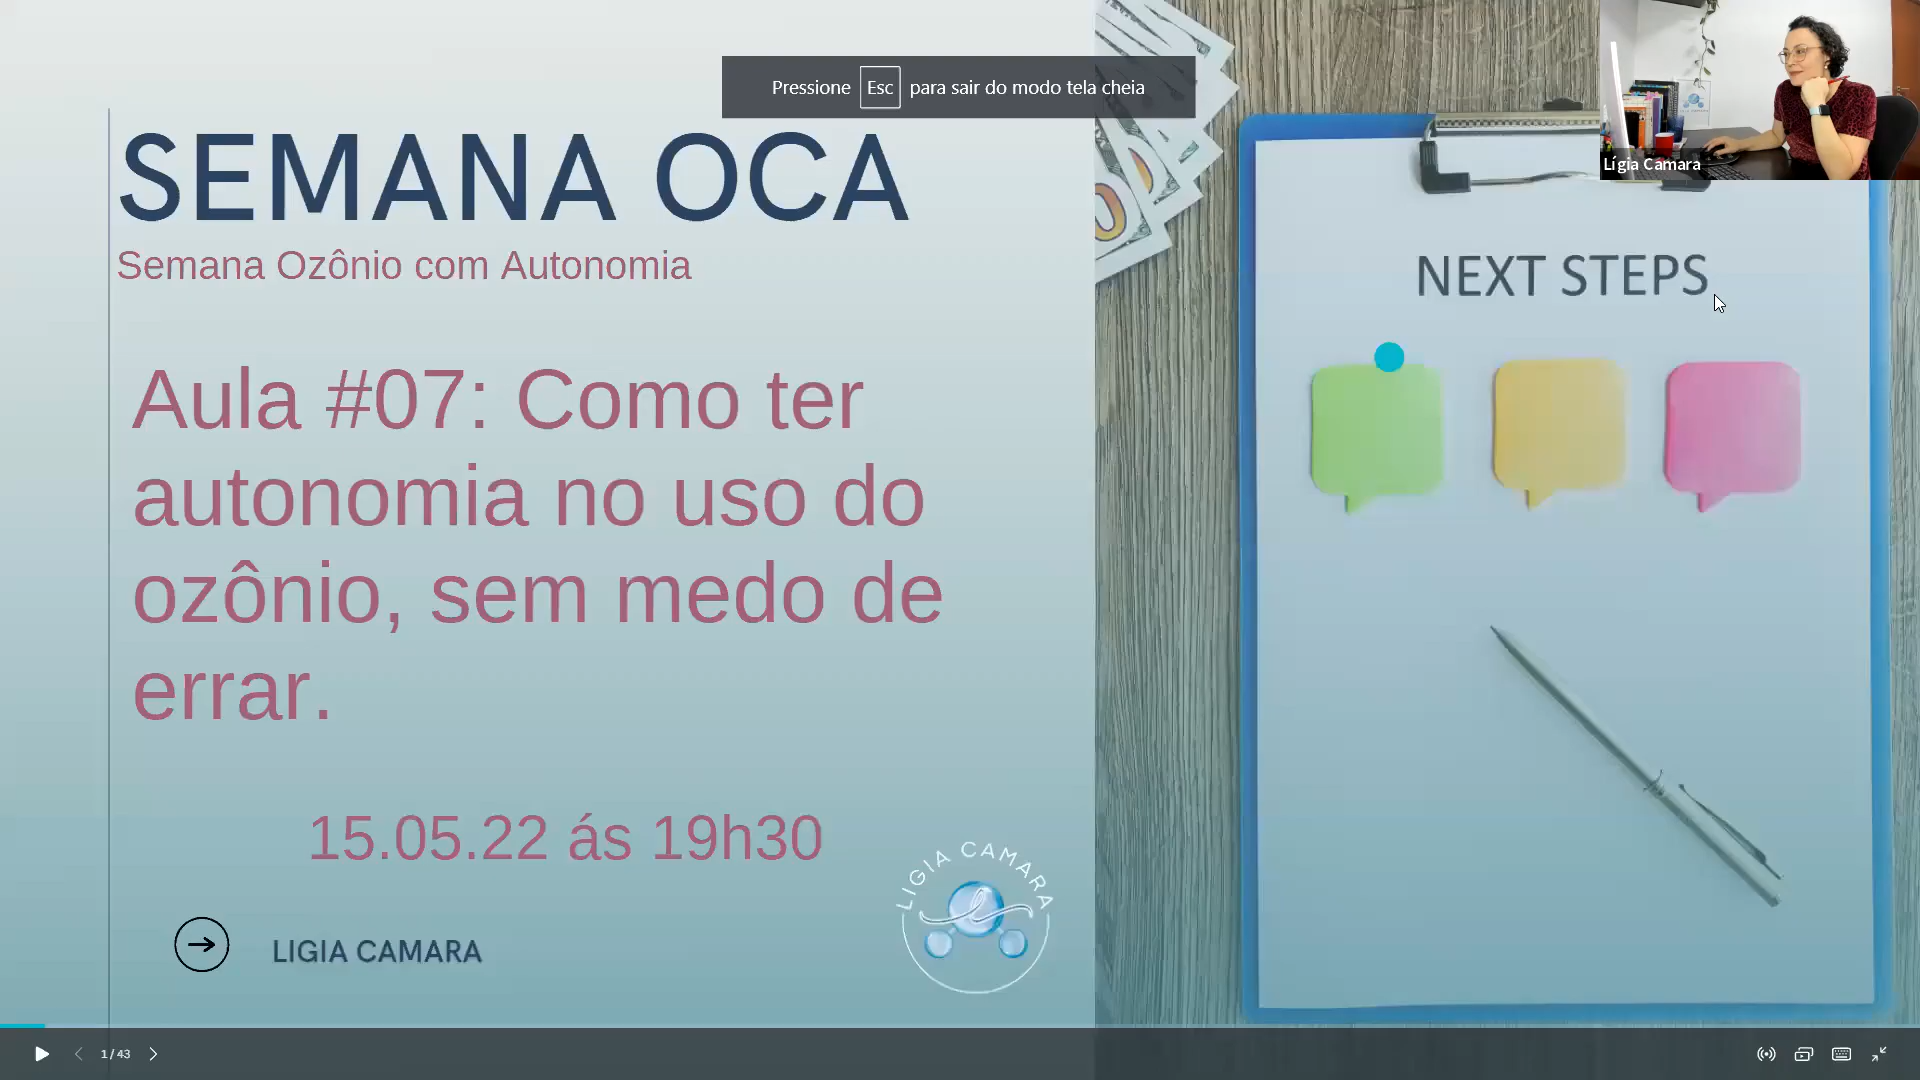 Pressione Esc para sair do modo tela cheia
SEMANA OCA
Semana Ozônio com Autonomia
Aula #07: Como ter
autonomia no uso do
ozônio, sem medo de
errar.
15.05.22 ás 19h30
LIGIA CAMARA
LIGIA CAMARA
NEXT STEPS
Lígia Camara
1 / 43